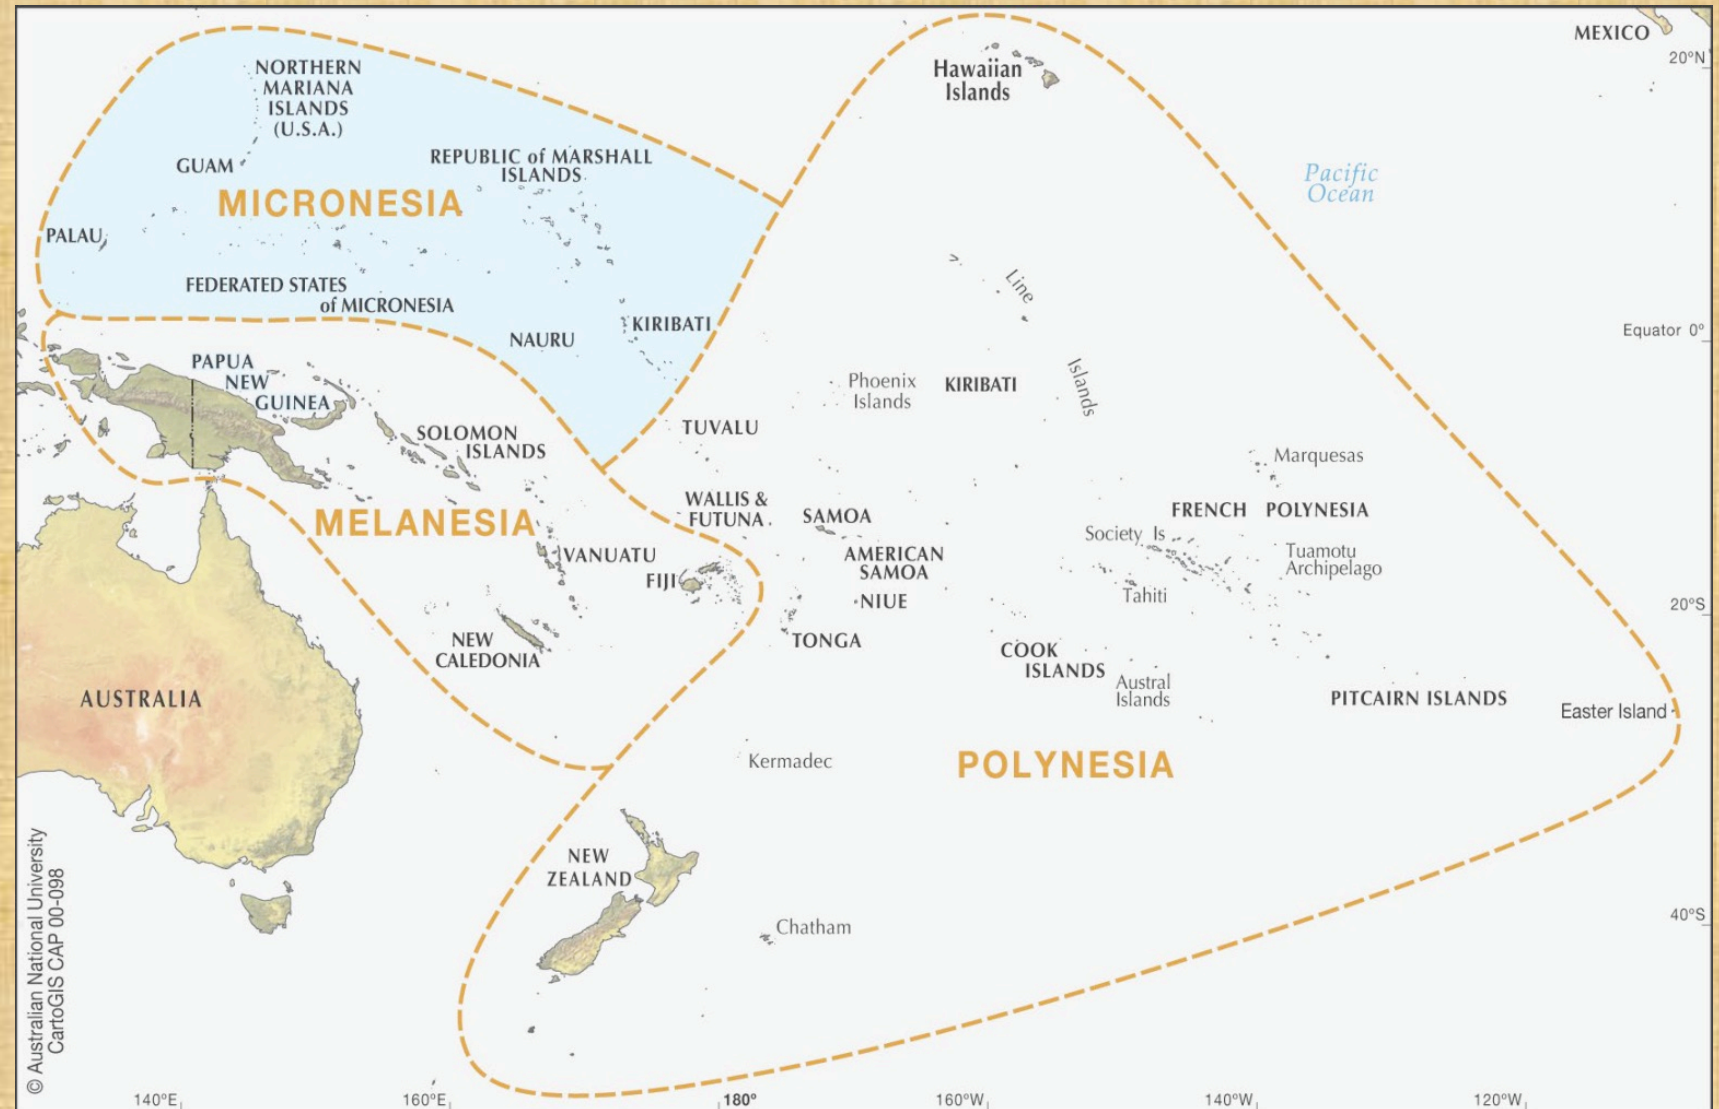 MEXICO
20°N
Hawaiian
Islands
NORTHERN
MARIANA
ISLANDS
(U.S.A.)
GUAM
REPUBLIC of MARSHALL
ISLANDS
Pacific
Ocean
MICRONESIA
PALAU
FEDERATED STATES
of MICRONESIA
Line
Islands
KIRIBATI
NAURU
Equator 0°
PAPUA
NEW
GUINEA
Phoenix
Islands
KIRIBATI
TUVALU
SOLOMON
ISLANDS
Marquesas
WALLIS &
FUTUNA
SAMOA
FRENCH POLYNESIA
MELANESIA
Society Is
VANUATU
AMERICAN
SAMOA
Tuamotu
Archipelago
FIJI
NIUE
Tahiti
20°S
NEW
CALEDONIA
TONGA
COOK
ISLANDS
Austral
Islands
AUSTRALIA
PITCAIRN ISLANDS
Easter Island
Kermadec
POLYNESIA
NEW
ZEALAND
Chatham
40°S
© Australian National University
CartoGIS CAP 00-098
140°E
160°E
180°
160°W
140°W
120°W